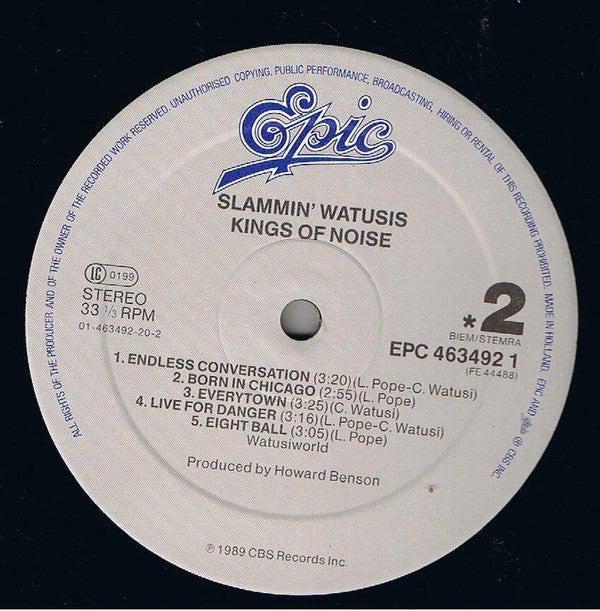 ALL RIGHTS OF THE PRODUCER AND OF THE OWNER OF THE RECORDED WORK RESERVED. UNAUTHORISED COPYING, PUBLIC PERFORMANCE, BROADCASTING, HIRING OR RENTAL OF THIS RECORDING PROHIBITED. MADE IN HOLLAND. EPIC AND ℗ CBS INC.
Epic
SLAMMIN' WATUSIS
KINGS OF NOISE
LC 0199
STEREO
33 1/3 RPM
01-463492-20-2
*2
BIEM/STEMRA
EPC 463492 1
(FE 44488)
1. ENDLESS CONVERSATION (3:20)(L. Pope-C. Watusi)
2. BORN IN CHICAGO (2:55)(L. Pope)
3. EVERYTOWN (3:25)(C. Watusi)
4. LIVE FOR DANGER (3:16)(L. Pope-C. Watusi)
5. EIGHT BALL (3:05)(L. Pope)
Watusiworld
Produced by Howard Benson
℗ 1989 CBS Records Inc.